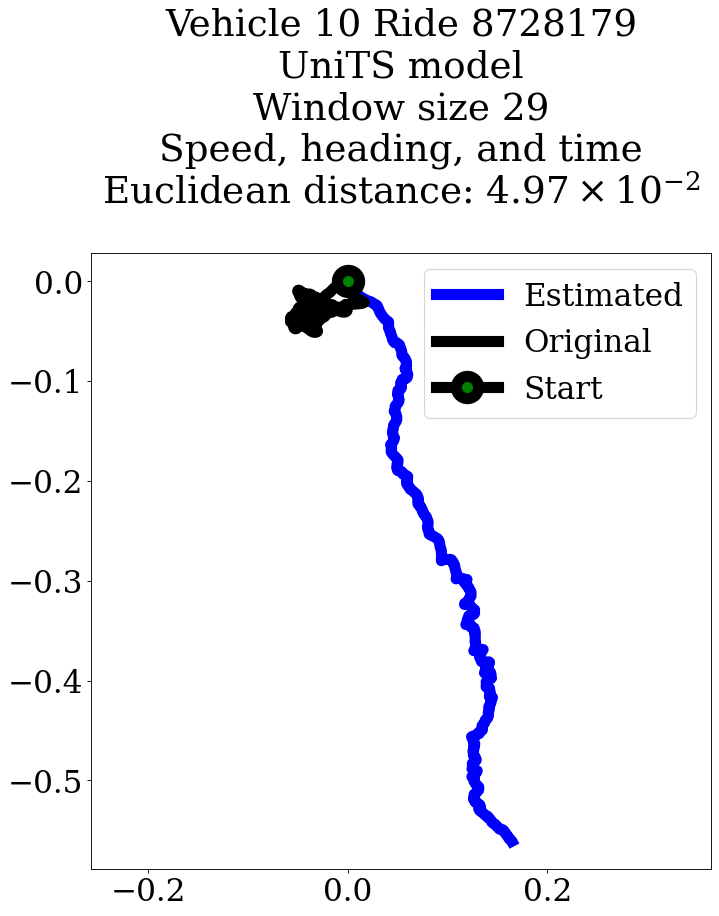 Vehicle 10 Ride 8728179
UniTS model
Window size 29
Speed, heading, and time
Euclidean distance: 4.97 × 10⁻²
Estimated
Original
Start
0.0
−0.1
−0.2
−0.3
−0.4
−0.5
−0.2
0.0
0.2